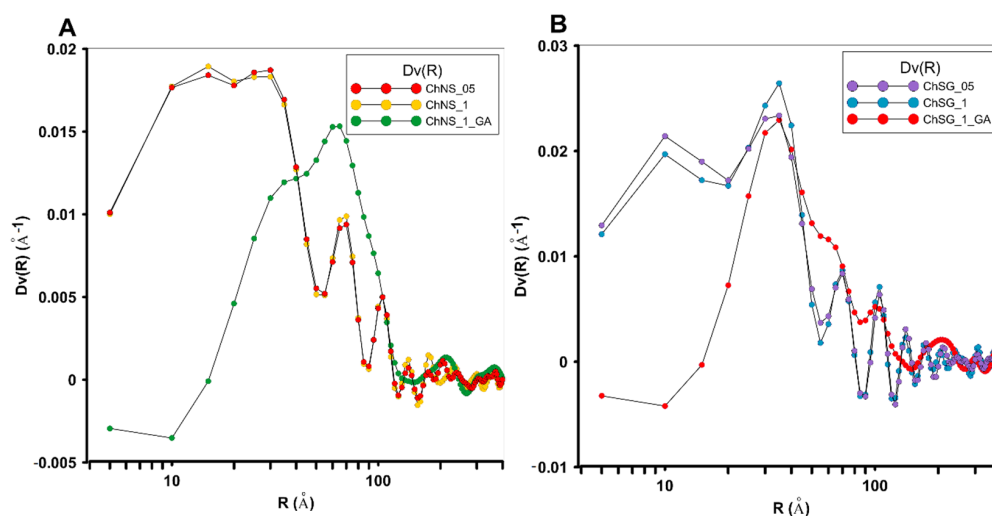 A
0.02
0.015
0.01
0.005
0
-0.005
Dv(R) (Å⁻¹)
10
100
R (Å)
Dv(R)
ChNS_05
ChNS_1
ChNS_1_GA
B
0.03
0.02
0.01
0
-0.01
Dv(R) (Å⁻¹)
10
100
R (Å)
Dv(R)
ChSG_05
ChSG_1
ChSG_1_GA